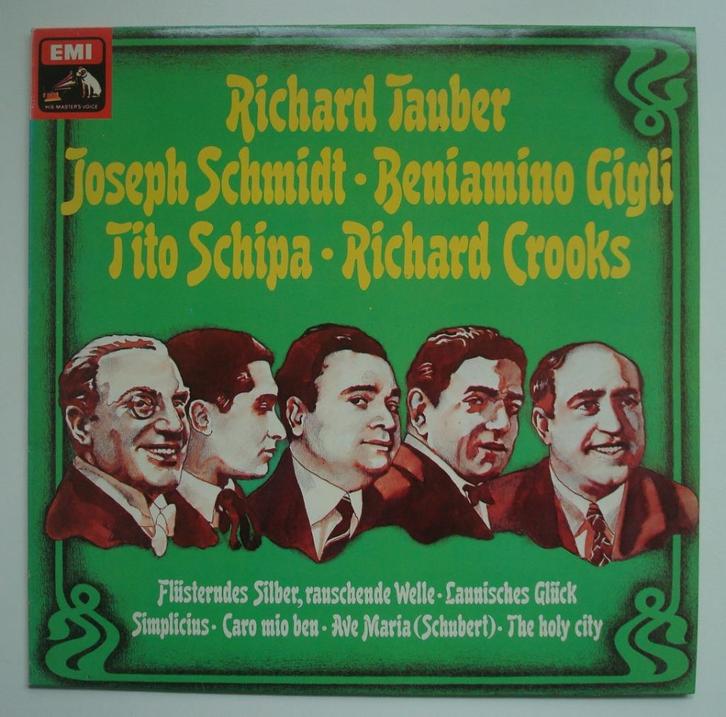 EMI
HIS MASTER'S VOICE
Richard Tauber
Joseph Schmidt · Beniamino Gigli
Tito Schipa · Richard Crooks
Flüsterndes Silber, rauschende Welle · Launisches Glück
Simplicius · Caro mio ben · Ave Maria (Schubert) · The holy city